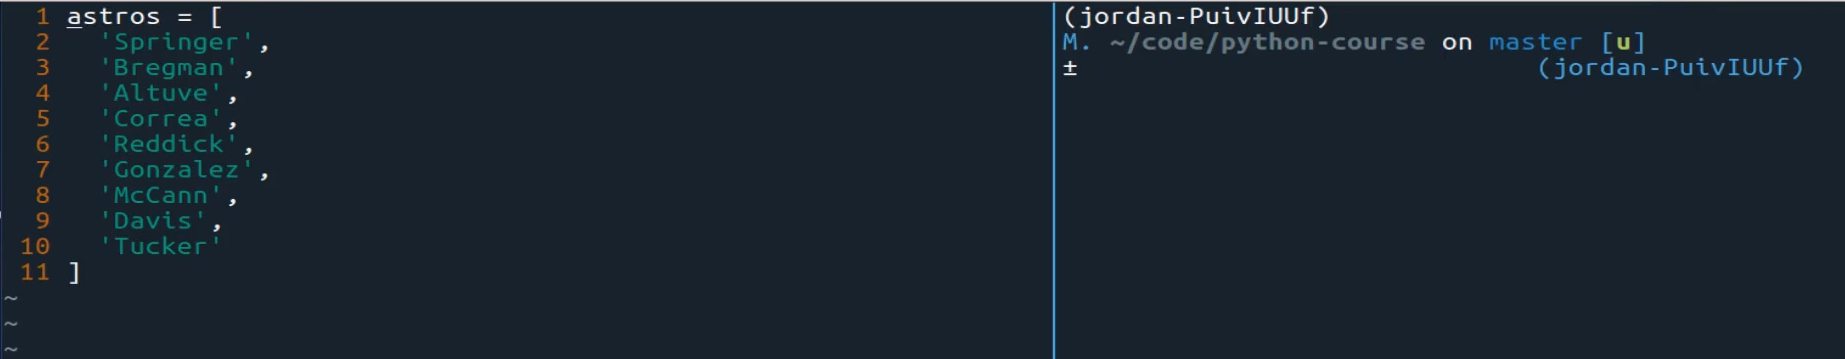 1 astros = [
2   'Springer',
3   'Bregman',
4   'Altuve',
5   'Correa',
6   'Reddick',
7   'Gonzalez',
8   'McCann',
9   'Davis',
10   'Tucker'
11 ]
~
~
~
(jordan-PuivIUUf)
M. ~/code/python-course on master [u]
± (jordan-PuivIUUf)